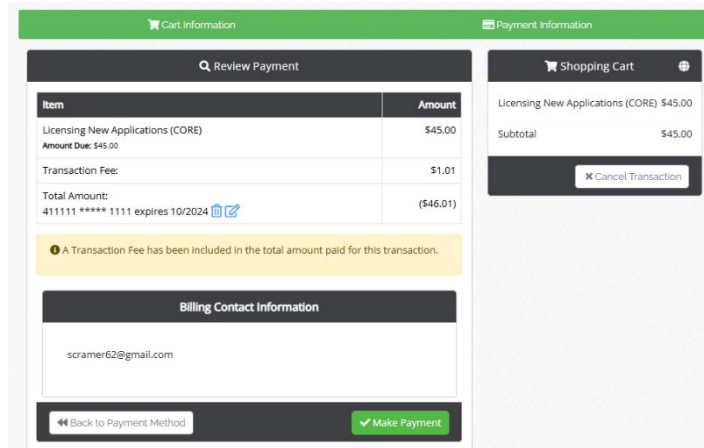 Cart Information
Payment Information
Review Payment
Item Amount
Licensing New Applications (CORE) $45.00
Amount Due: $45.00
Transaction Fee: $1.01
Total Amount:
411111 ***** 1111 expires 10/2024 ($46.01)
A Transaction Fee has been included in the total amount paid for this transaction.
Billing Contact Information
scramer62@gmail.com
Back to Payment Method
Make Payment
Shopping Cart
Licensing New Applications (CORE) $45.00
Subtotal $45.00
Cancel Transaction